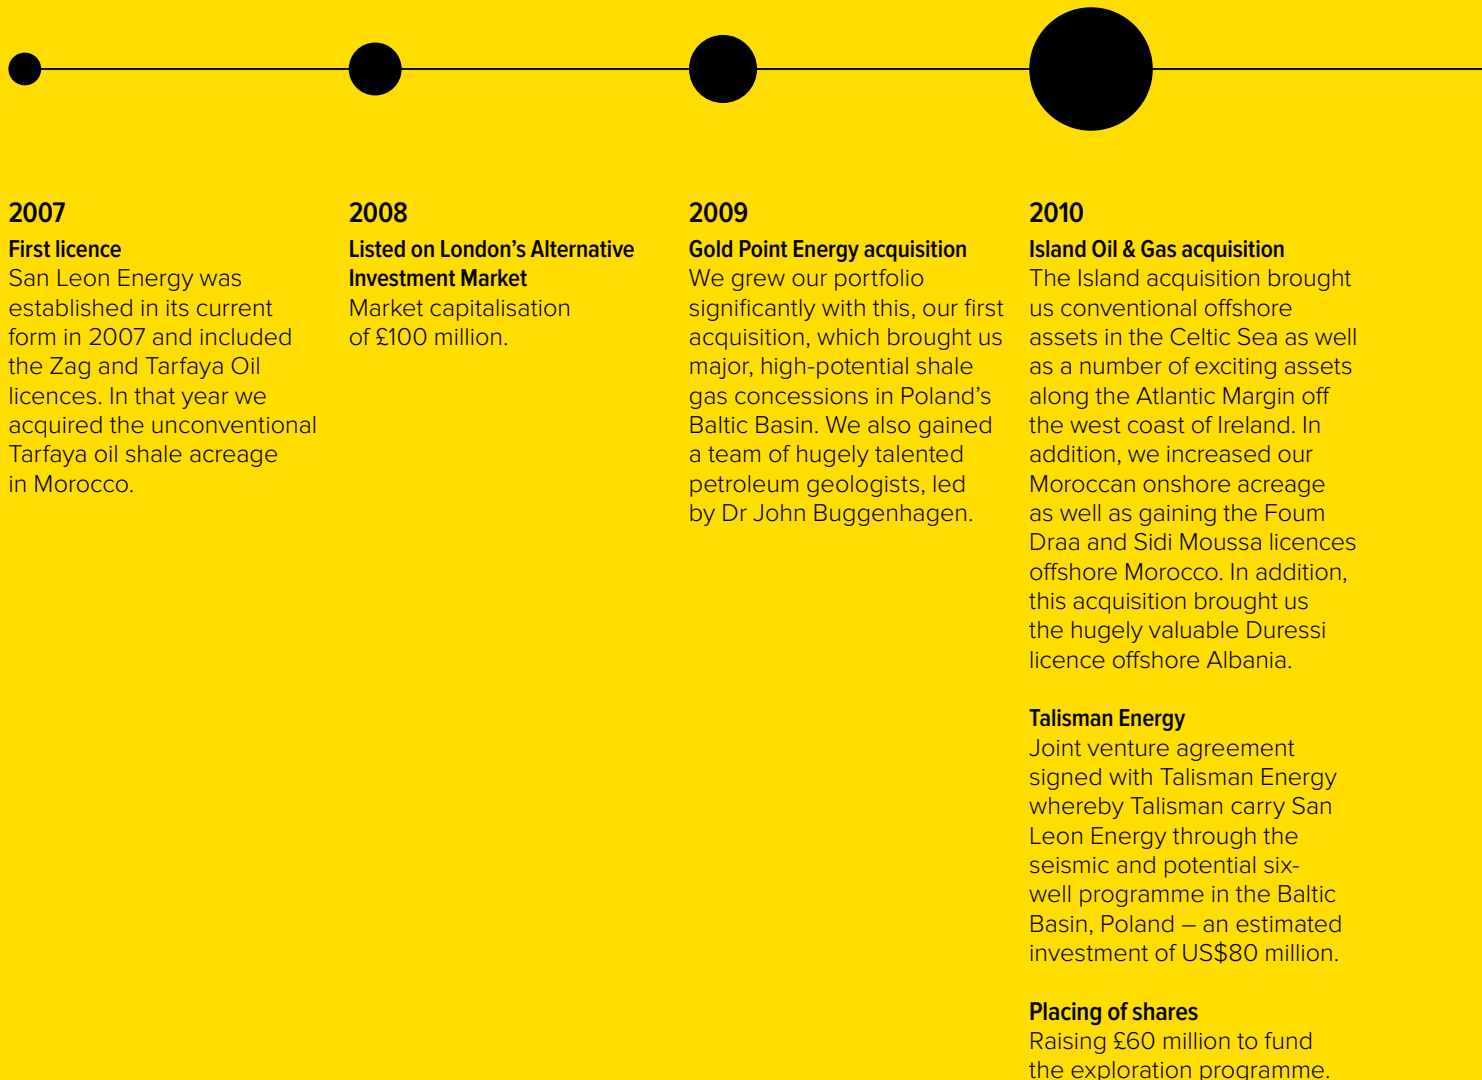 2007
First licence
San Leon Energy was
established in its current
form in 2007 and included
the Zag and Tarfaya Oil
licences. In that year we
acquired the unconventional
Tarfaya oil shale acreage
in Morocco.
2008
Listed on London’s Alternative
Investment Market
Market capitalisation
of £100 million.
2009
Gold Point Energy acquisition
We grew our portfolio
significantly with this, our first
acquisition, which brought us
major, high-potential shale
gas concessions in Poland’s
Baltic Basin. We also gained
a team of hugely talented
petroleum geologists, led
by Dr John Buggenhagen.
2010
Island Oil & Gas acquisition
The Island acquisition brought
us conventional offshore
assets in the Celtic Sea as well
as a number of exciting assets
along the Atlantic Margin off
the west coast of Ireland. In
addition, we increased our
Moroccan onshore acreage
as well as gaining the Foum
Draa and Sidi Moussa licences
offshore Morocco. In addition,
this acquisition brought us
the hugely valuable Duressi
licence offshore Albania.
Talisman Energy
Joint venture agreement
signed with Talisman Energy
whereby Talisman carry San
Leon Energy through the
seismic and potential six-
well programme in the Baltic
Basin, Poland – an estimated
investment of US$80 million.
Placing of shares
Raising £60 million to fund
the exploration programme.